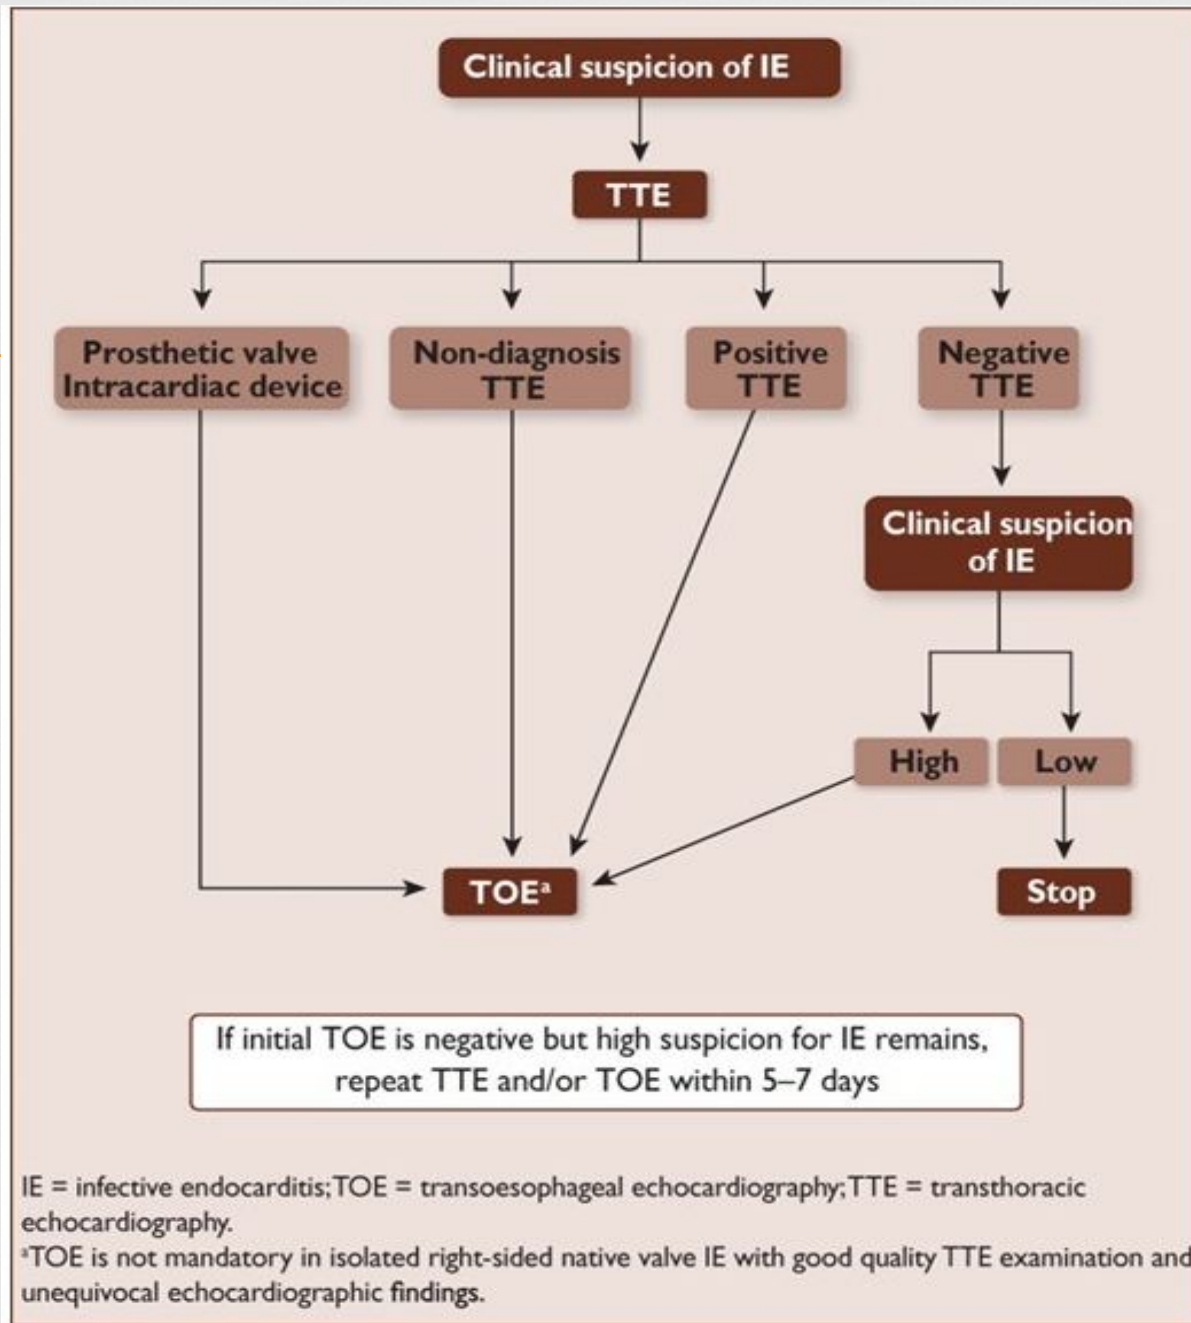 Clinical suspicion of IE
TTE
Prosthetic valve
Intracardiac device
Non-diagnosis
TTE
Positive
TTE
Negative
TTE
Clinical suspicion
of IE
High
Low
TOEᵃ
Stop
If initial TOE is negative but high suspicion for IE remains,
repeat TTE and/or TOE within 5–7 days
IE = infective endocarditis; TOE = transoesophageal echocardiography; TTE = transthoracic
echocardiography.
ᵃTOE is not mandatory in isolated right-sided native valve IE with good quality TTE examination and
unequivocal echocardiographic findings.